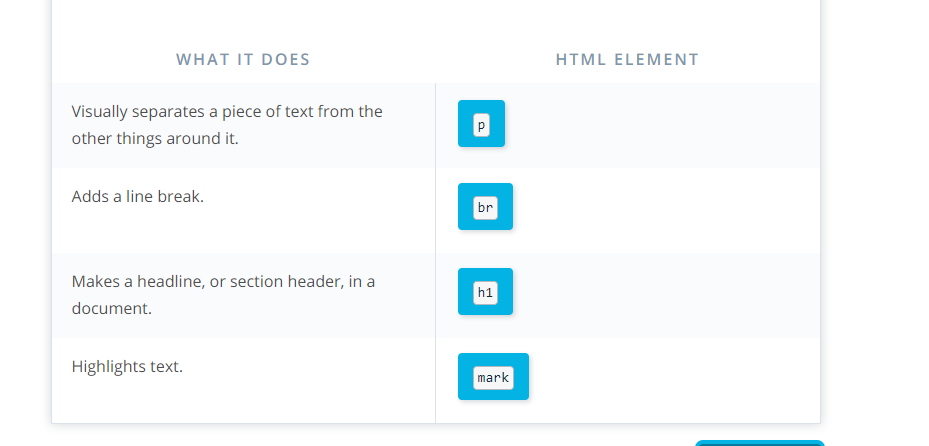 WHAT IT DOES
HTML ELEMENT
Visually separates a piece of text from the
other things around it.
p
Adds a line break.
br
Makes a headline, or section header, in a
document.
h1
Highlights text.
mark